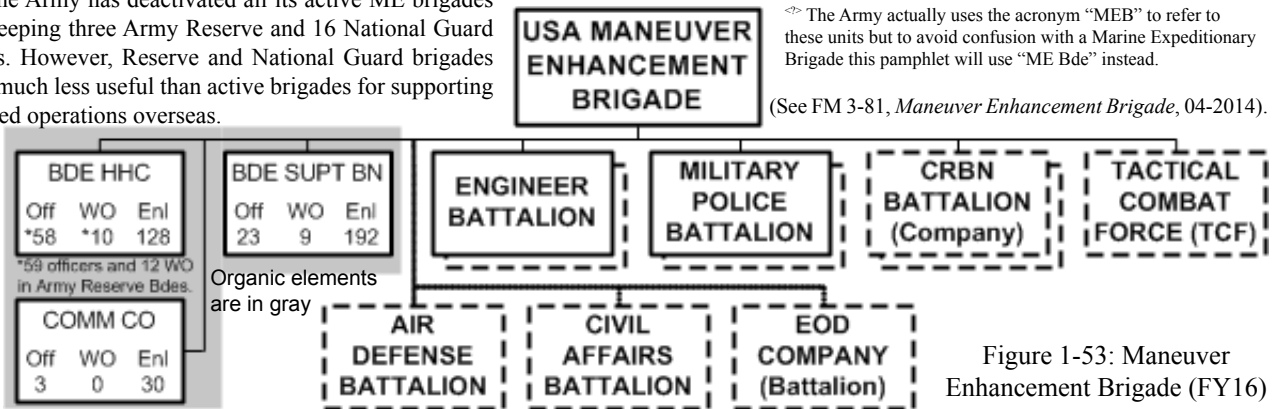 he Army has deactivated all its active ME brigades
eeping three Army Reserve and 16 National Guard
s. However, Reserve and National Guard brigades
much less useful than active brigades for supporting
ed operations overseas.
USA MANEUVER
ENHANCEMENT
BRIGADE
<?> The Army actually uses the acronym “MEB” to refer to
these units but to avoid confusion with a Marine Expeditionary
Brigade this pamphlet will use “ME Bde” instead.
(See FM 3-81, Maneuver Enhancement Brigade, 04-2014).
BDE HHC
Off WO Enl
*58 *10 128
*59 officers and 12 WO
in Army Reserve Bdes.
COMM CO
Off WO Enl
3 0 30
BDE SUPT BN
Off WO Enl
23 9 192
Organic elements
are in gray
ENGINEER
BATTALION
MILITARY
POLICE
BATTALION
CRBN
BATTALION
(Company)
TACTICAL
COMBAT
FORCE (TCF)
AIR
DEFENSE
BATTALION
CIVIL
AFFAIRS
BATTALION
EOD
COMPANY
(Battalion)
Figure 1-53: Maneuver
Enhancement Brigade (FY16)